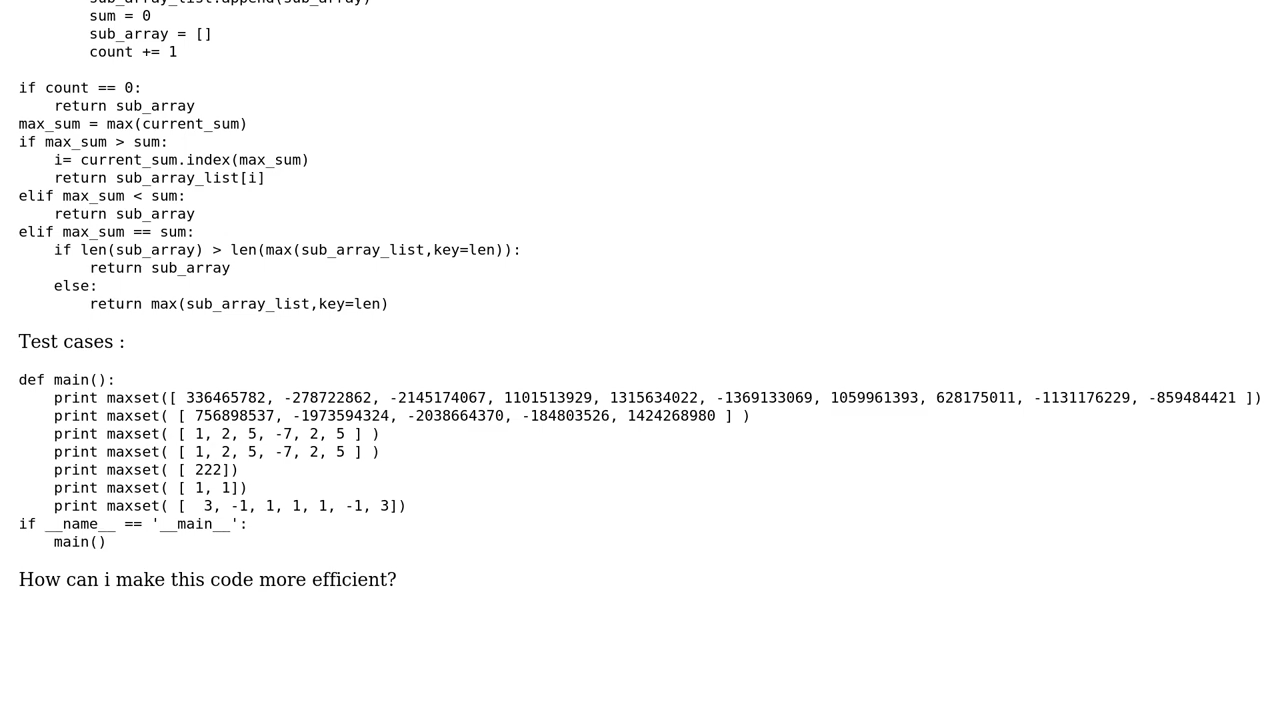 sub_array_list.append(sub_array)
        sum = 0
        sub_array = []
        count += 1

if count == 0:
    return sub_array
max_sum = max(current_sum)
if max_sum > sum:
    i= current_sum.index(max_sum)
    return sub_array_list[i]
elif max_sum < sum:
    return sub_array
elif max_sum == sum:
    if len(sub_array) > len(max(sub_array_list,key=len)):
        return sub_array
    else:
        return max(sub_array_list,key=len)

Test cases :

def main():
    print maxset([ 336465782, -278722862, -2145174067, 1101513929, 1315634022, -1369133069, 1059961393, 628175011, -1131176229, -859484421 ])
    print maxset( [ 756898537, -1973594324, -2038664370, -184803526, 1424268980 ] )
    print maxset( [ 1, 2, 5, -7, 2, 5 ] )
    print maxset( [ 1, 2, 5, -7, 2, 5 ] )
    print maxset( [ 222])
    print maxset( [ 1, 1])
    print maxset( [  3, -1, 1, 1, 1, -1, 3])
if __name__ == '__main__':
    main()

How can i make this code more efficient?